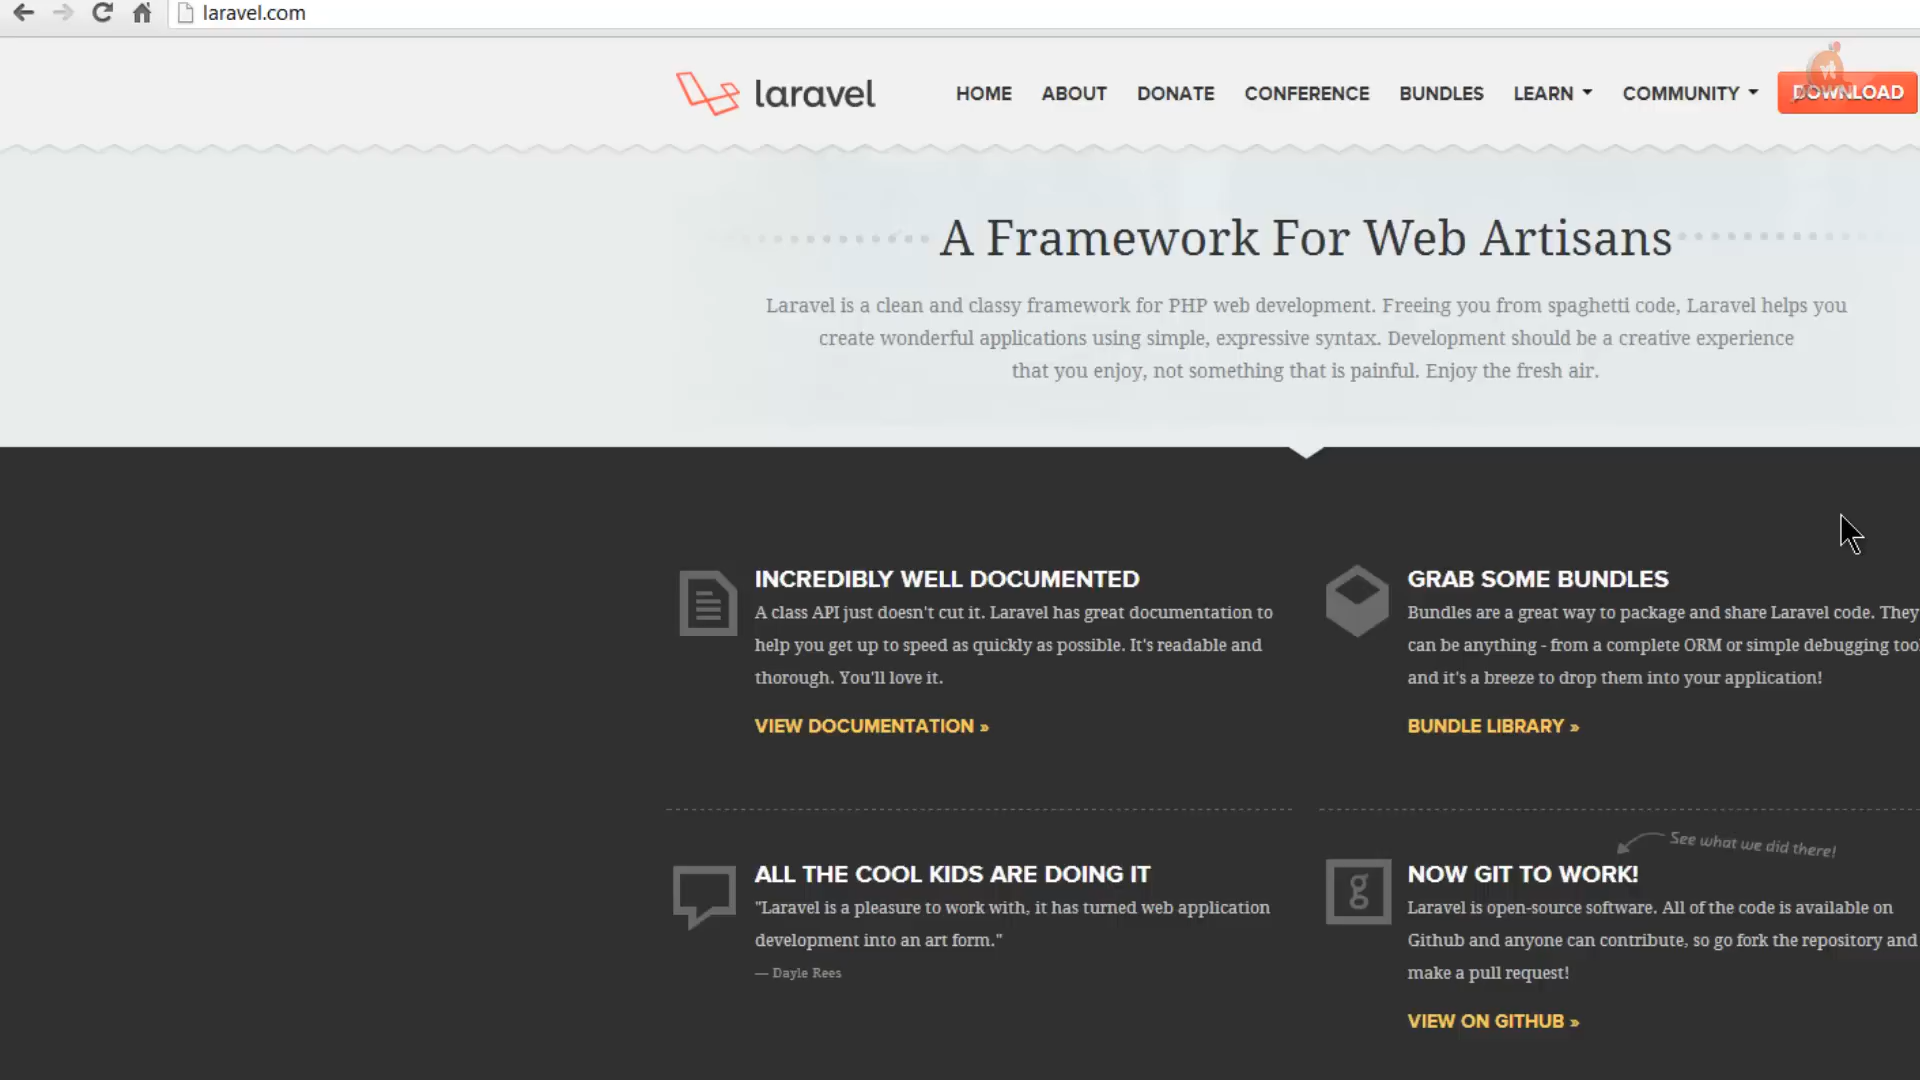 laravel.com
laravel HOME ABOUT DONATE CONFERENCE BUNDLES LEARN COMMUNITY DOWNLOAD
A Framework For Web Artisans
Laravel is a clean and classy framework for PHP web development. Freeing you from spaghetti code, Laravel helps you
create wonderful applications using simple, expressive syntax. Development should be a creative experience
that you enjoy, not something that is painful. Enjoy the fresh air.
INCREDIBLY WELL DOCUMENTED
A class API just doesn't cut it. Laravel has great documentation to
help you get up to speed as quickly as possible. It's readable and
thorough. You'll love it.
VIEW DOCUMENTATION »
GRAB SOME BUNDLES
Bundles are a great way to package and share Laravel code. They
can be anything - from a complete ORM or simple debugging
and it's a breeze to drop them into your application!
BUNDLE LIBRARY »
ALL THE COOL KIDS ARE DOING IT
"Laravel is a pleasure to work with, it has turned web application
development into an art form."
— Dayle Rees
See what we did there!
g
NOW GIT TO WORK!
Laravel is open-source software. All of the code is available on
Github and anyone can contribute, so go fork the repository and
make a pull request!
VIEW ON GITHUB »